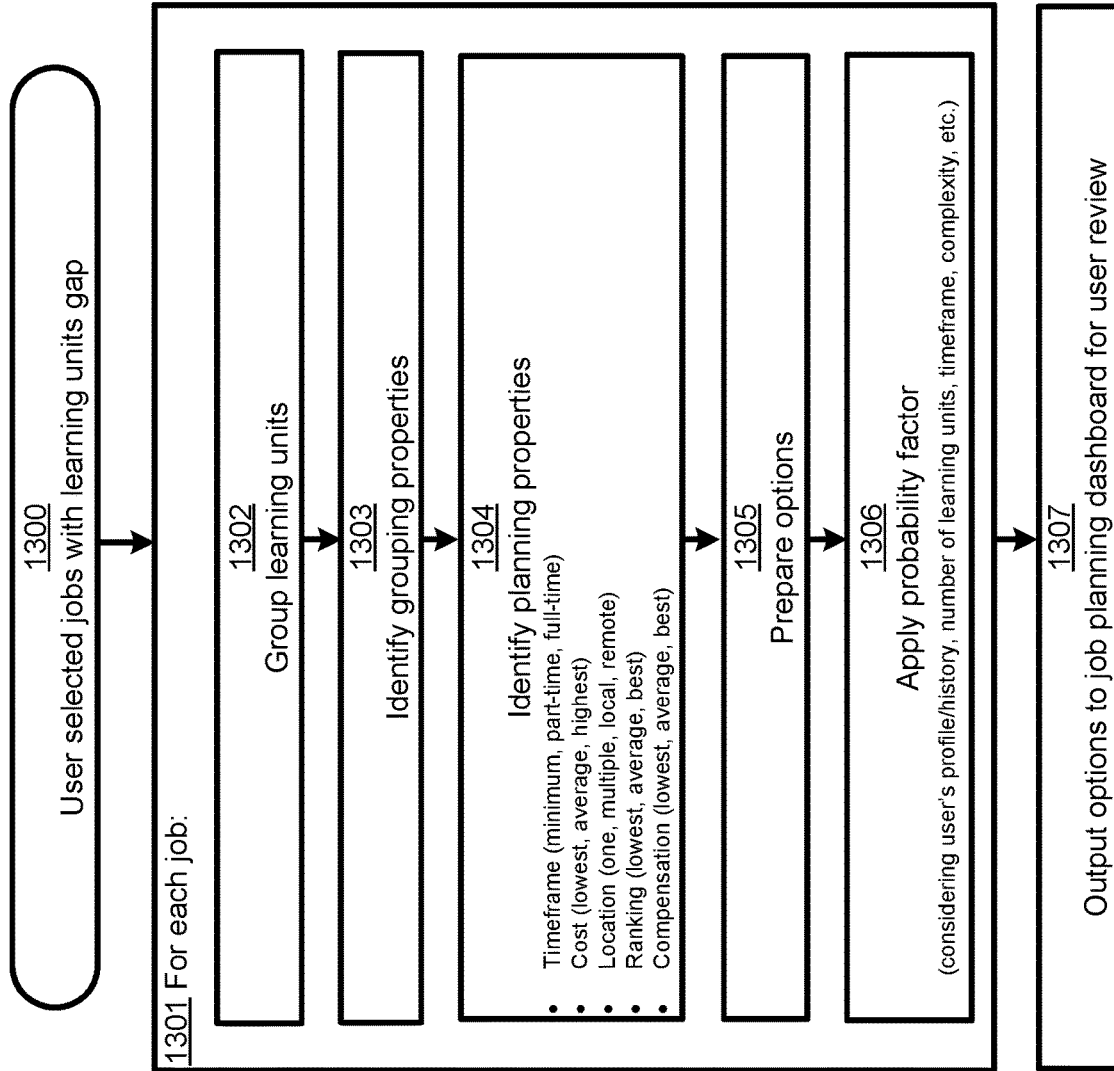 1300
User selected jobs with learning units gap
1301 For each job:
1302
Group learning units
1303
Identify grouping properties
1304
Identify planning properties
• Timeframe (minimum, part-time, full-time)
• Cost (lowest, average, highest)
• Location (one, multiple, local, remote)
• Ranking (lowest, average, best)
• Compensation (lowest, average, best)
1305
Prepare options
1306
Apply probability factor
(considering user's profile/history, number of learning units, timeframe, complexity, etc.)
1307
Output options to job planning dashboard for user review